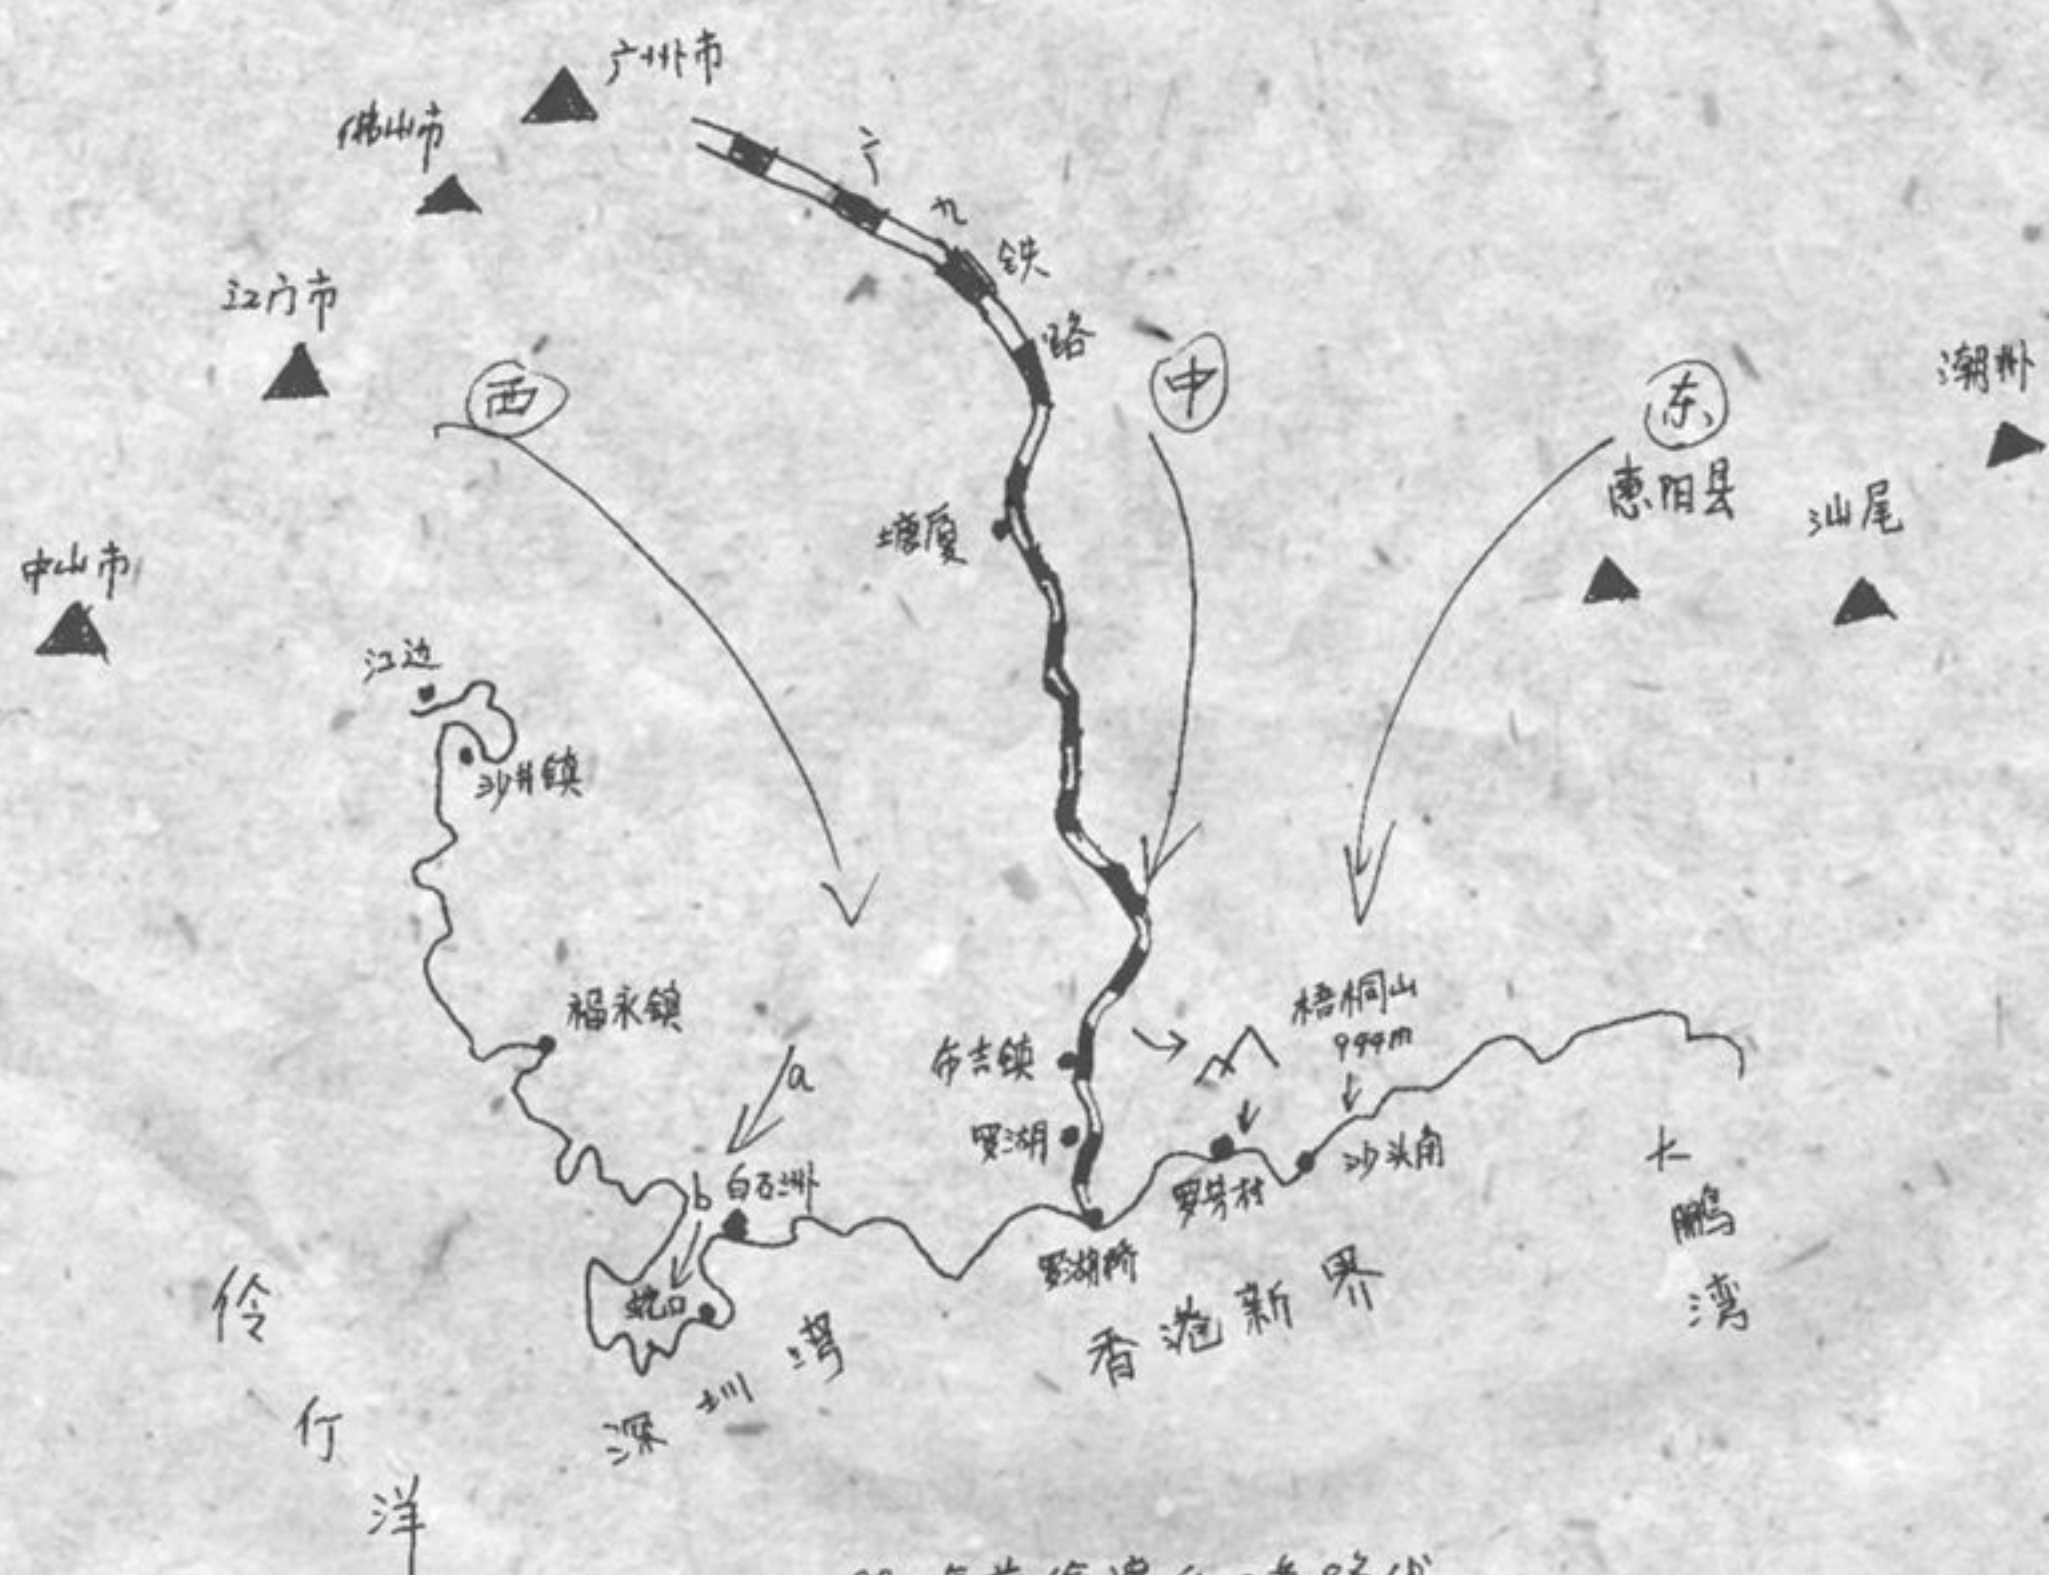 广州市
佛山市
广九铁路
江门市
西
中
东
潮州
惠阳县
汕尾
塘厦
中山市
江边
沙井镇
福永镇
梧桐山
944m
布吉镇
a
罗湖
沙头角
b
白石洲
罗芳村
大鹏湾
罗湖桥
蛇口
香港新界
深圳湾
伶仃洋